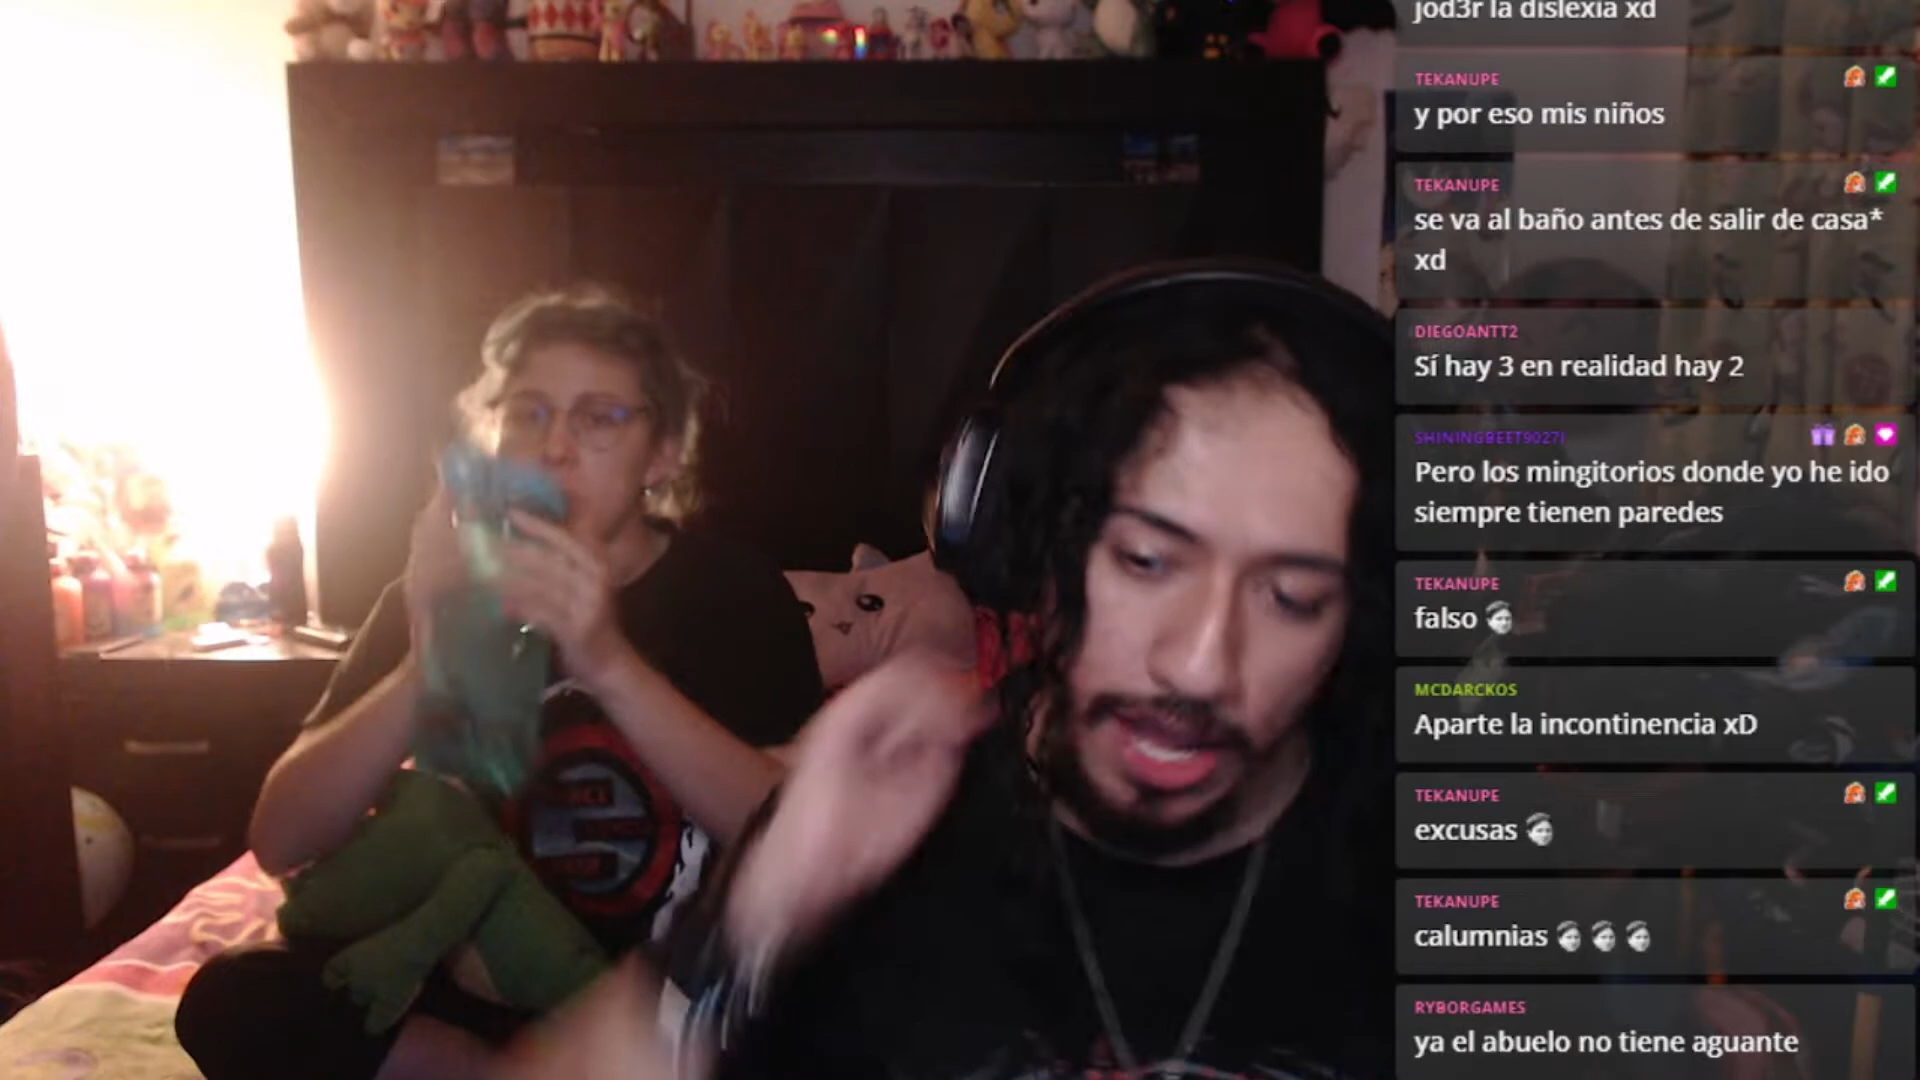 jod3r la dislexia xd
TEKANUPE
y por eso mis niños
TEKANUPE
se va al baño antes de salir de casa*
xd
DIEGOANTT2
Sí hay 3 en realidad hay 2
SHININGBEET9027I
Pero los mingitorios donde yo he ido
siempre tienen paredes
TEKANUPE
falso
MCDARCKOS
Aparte la incontinencia xD
TEKANUPE
excusas
TEKANUPE
calumnias
RYBORGAMES
ya el abuelo no tiene aguante